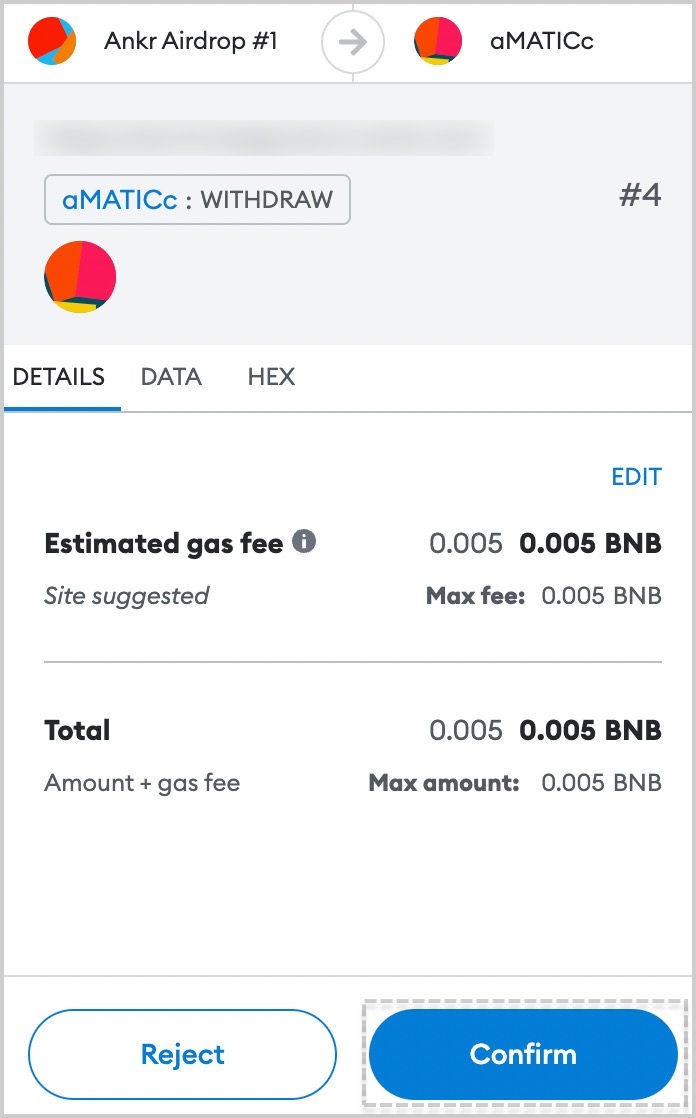 Ankr Airdrop #1 aMATICc
aMATICc : WITHDRAW #4
DETAILS DATA HEX
EDIT
Estimated gas fee 0.005 0.005 BNB
Site suggested Max fee: 0.005 BNB
Total 0.005 0.005 BNB
Amount + gas fee Max amount: 0.005 BNB
Reject Confirm